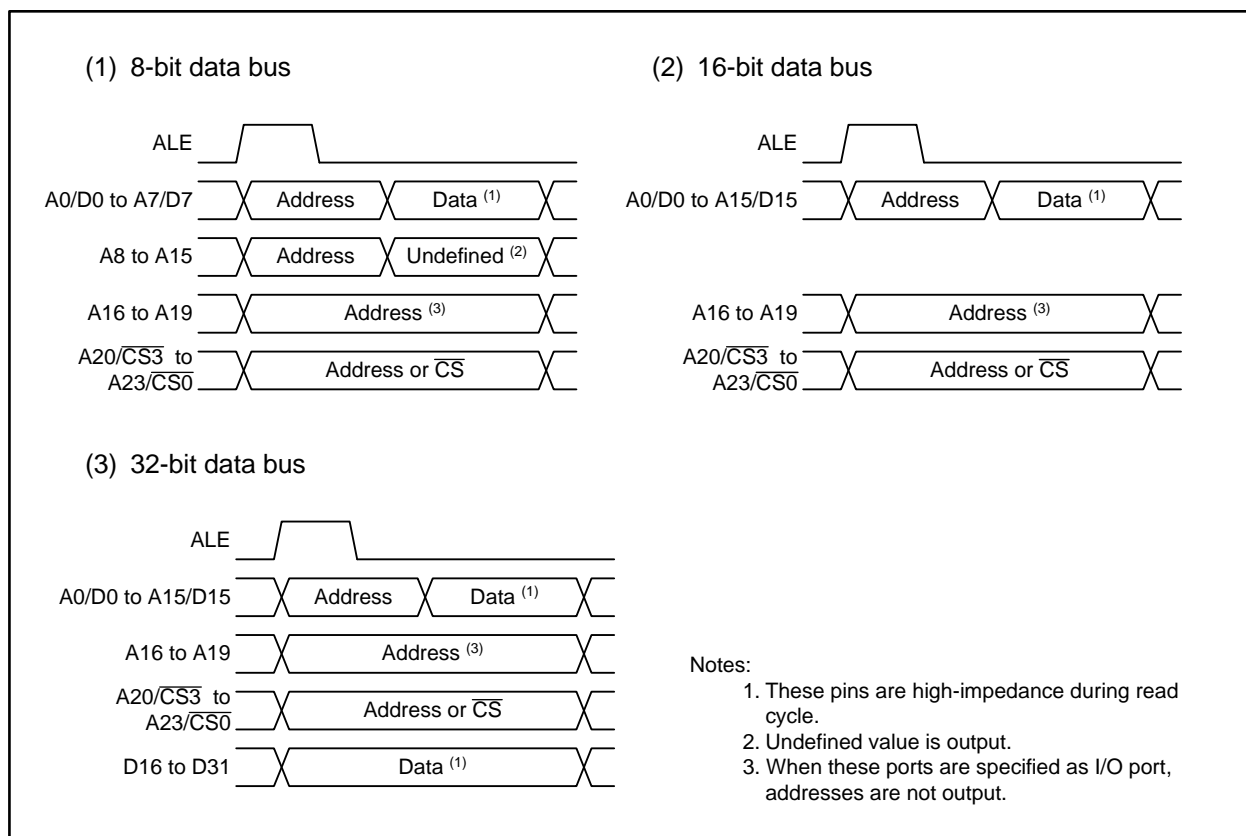 (1) 8-bit data bus
ALE
A0/D0 to A7/D7 Address Data (1)
A8 to A15 Address Undefined (2)
A16 to A19 Address (3)
A20/CS3 to
A23/CS0 Address or CS
(2) 16-bit data bus
ALE
A0/D0 to A15/D15 Address Data (1)
A16 to A19 Address (3)
A20/CS3 to
A23/CS0 Address or CS
(3) 32-bit data bus
ALE
A0/D0 to A15/D15 Address Data (1)
A16 to A19 Address (3)
A20/CS3 to
A23/CS0 Address or CS
D16 to D31 Data (1)
Notes:
1. These pins are high-impedance during read
cycle.
2. Undefined value is output.
3. When these ports are specified as I/O port,
addresses are not output.